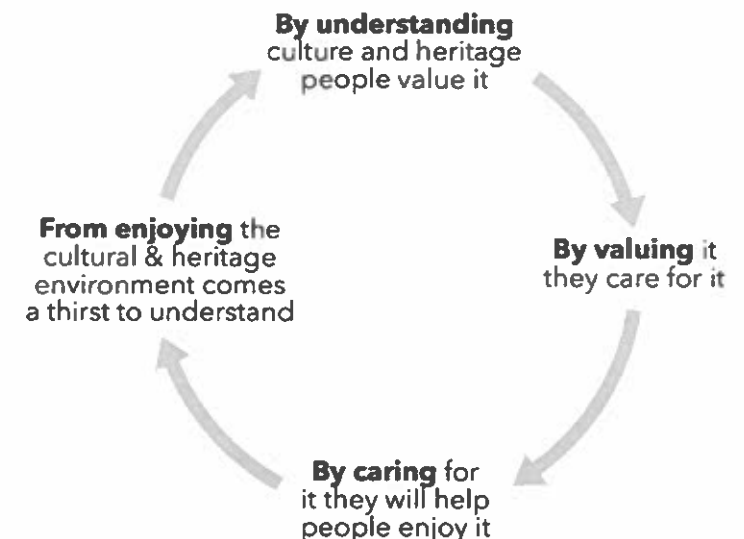 By understanding
culture and heritage
people value it
By valuing it
they care for it
By caring for
it they will help
people enjoy it
From enjoying the
cultural & heritage
environment comes
a thirst to understand